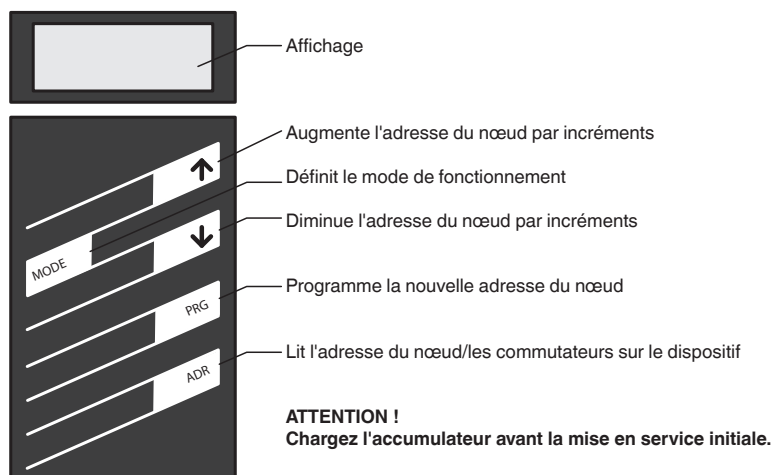 Affichage
Augmente l'adresse du nœud par incréments
Définit le mode de fonctionnement
Diminue l'adresse du nœud par incréments
MODE
Programme la nouvelle adresse du nœud
PRG
Lit l'adresse du nœud/les commutateurs sur le dispositif
ADR
ATTENTION !
Chargez l'accumulateur avant la mise en service initiale.